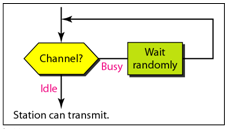 Channel?
Busy
Wait
randomly
Idle
Station can transmit.